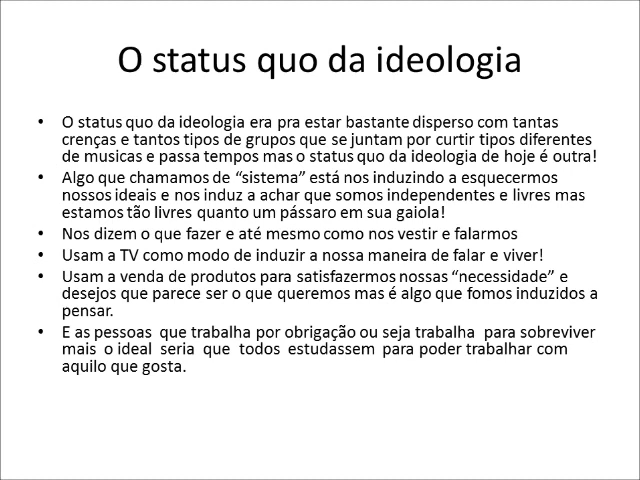 O status quo da ideologia
• O status quo da ideologia era pra estar bastante disperso com tantas
crenças e tantos tipos de grupos que se juntam por curtir tipos diferentes
de musicas e passa tempos mas o status quo da ideologia de hoje é outra!
• Algo que chamamos de “sistema” está nos induzindo a esquecermos
nossos ideais e nos induz a achar que somos independentes e livres mas
estamos tão livres quanto um pássaro em sua gaiola!
• Nos dizem o que fazer e até mesmo como nos vestir e falarmos
• Usam a TV como modo de induzir a nossa maneira de falar e viver!
• Usam a venda de produtos para satisfazermos nossas “necessidade” e
desejos que parece ser o que queremos mas é algo que fomos induzidos a
pensar.
• E as pessoas que trabalha por obrigação ou seja trabalha para sobreviver
mais o ideal seria que todos estudassem para poder trabalhar com
aquilo que gosta.